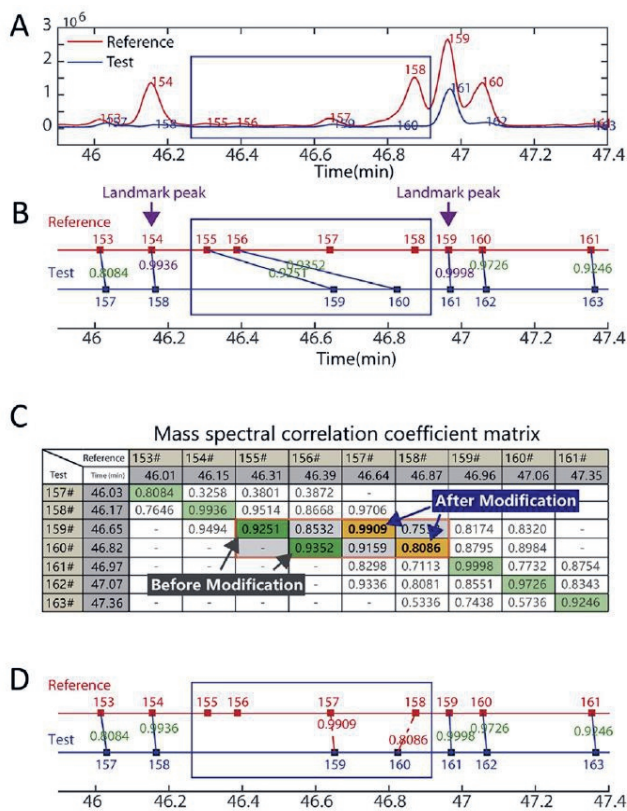 A
10^6
3
2
1
0
Reference
Test
153
154
155
156
157
158
159
160
161
157
158
159
160
161
162
163
46 46.2 46.4 46.6 46.8 47 47.2 47.4
Time(min)
Landmark peak Landmark peak
B
Reference
153 154 155 156 157 158 159 160 161
Test
0.8084 0.9936 0.9251 0.9352 0.9998 0.9726 0.9246
157 158 159 160 161 162 163
46 46.2 46.4 46.6 46.8 47 47.2 47.4
Time(min)
C
Mass spectral correlation coefficient matrix
Reference 153# 154# 155# 156# 157# 158# 159# 160# 161#
Test Time (min) 46.01 46.15 46.31 46.39 46.64 46.87 46.96 47.06 47.35
157# 46.03 0.8084 0.3258 0.3801 0.3872 -
158# 46.17 0.7646 0.9936 0.9514 0.8668 0.9706
After Modification
159# 46.65 - 0.9494 0.9251 0.8532 0.9909 0.8174 0.8320 -
160# 46.82 - - - 0.9352 0.9159 0.8086 0.8795 0.8984 -
161# 46.97 - 0.8298 0.7113 0.9998 0.7732 0.8754
Before Modification
162# 47.07 - 0.9336 0.8081 0.8551 0.9726 0.8343
163# 47.36 - - - - - 0.5336 0.7438 0.5736 0.9246
D
Reference
153 154 155 156 157 158 159 160 161
Test
0.8084 0.9936 0.9909 0.8086 0.9998 0.9726 0.9246
157 158 159 160 161 162 163
46 46.2 46.4 46.6 46.8 47 47.2 47.4